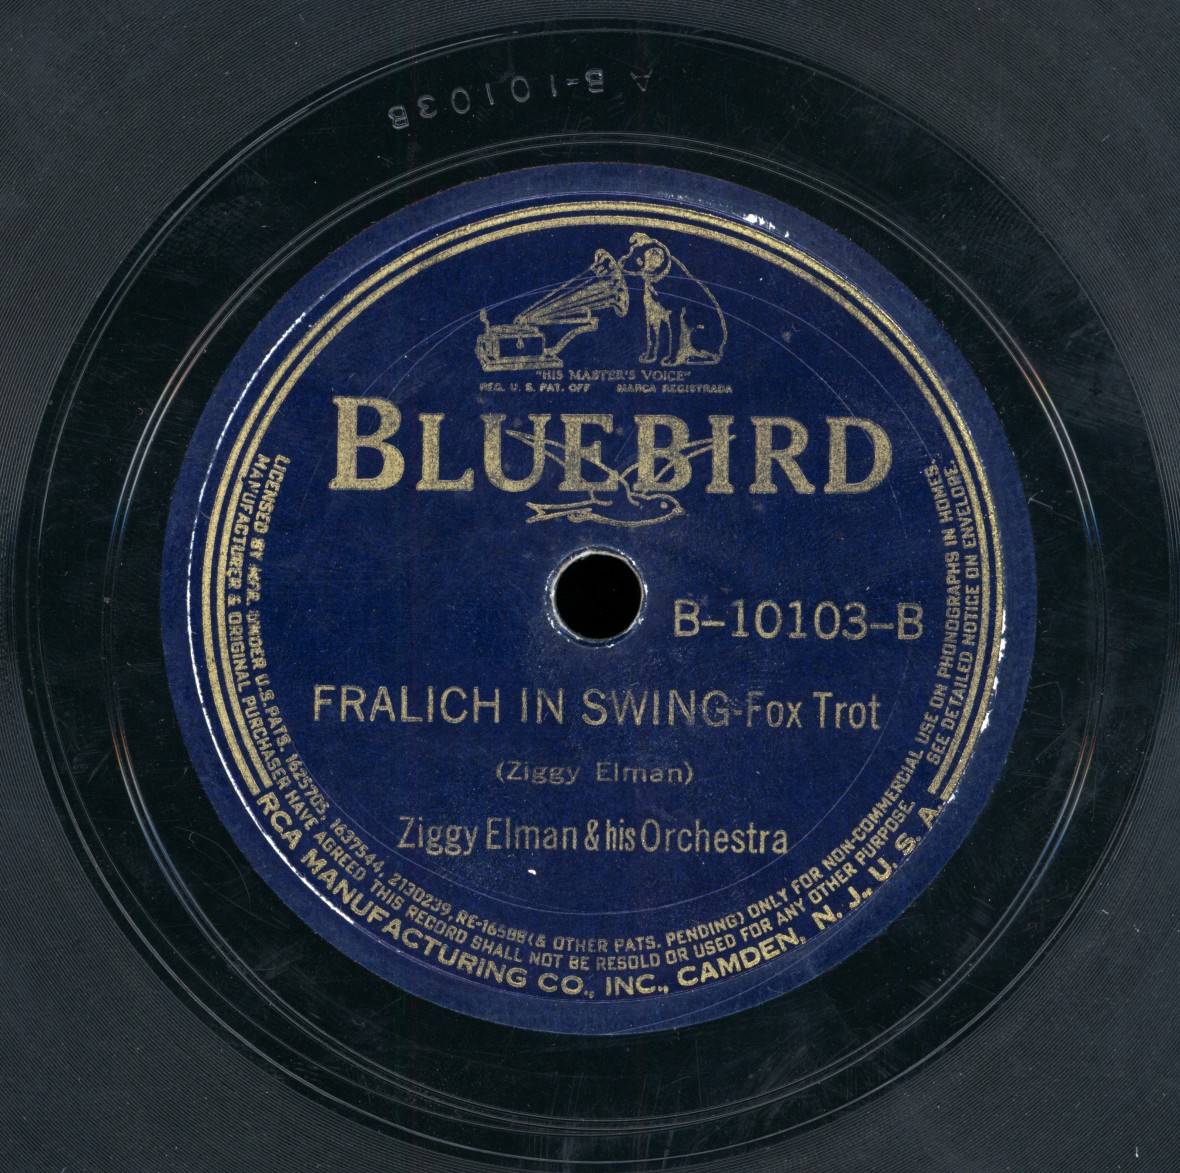 A B-10103B
"HIS MASTER'S VOICE"
REG. U. S. PAT. OFF MARCA REGISTRADA
BLUEBIRD
B-10103-B
FRALICH IN SWING-Fox Trot
(Ziggy Elman)
Ziggy Elman & his Orchestra
LICENSED BY MFR. UNDER U.S. PATS. 1625705, 1637544, 2130239, RE-16588 (& OTHER PATS. PENDING) ONLY FOR NON-COMMERCIAL USE ON PHONOGRAPHS IN HOMES.
MANUFACTURER & ORIGINAL PURCHASER HAVE AGREED THIS RECORD SHALL NOT BE RESOLD OR USED FOR ANY OTHER PURPOSE. SEE DETAILED NOTICE ON ENVELOPE.
RCA MANUFACTURING CO., INC., CAMDEN, N. J., U. S. A.